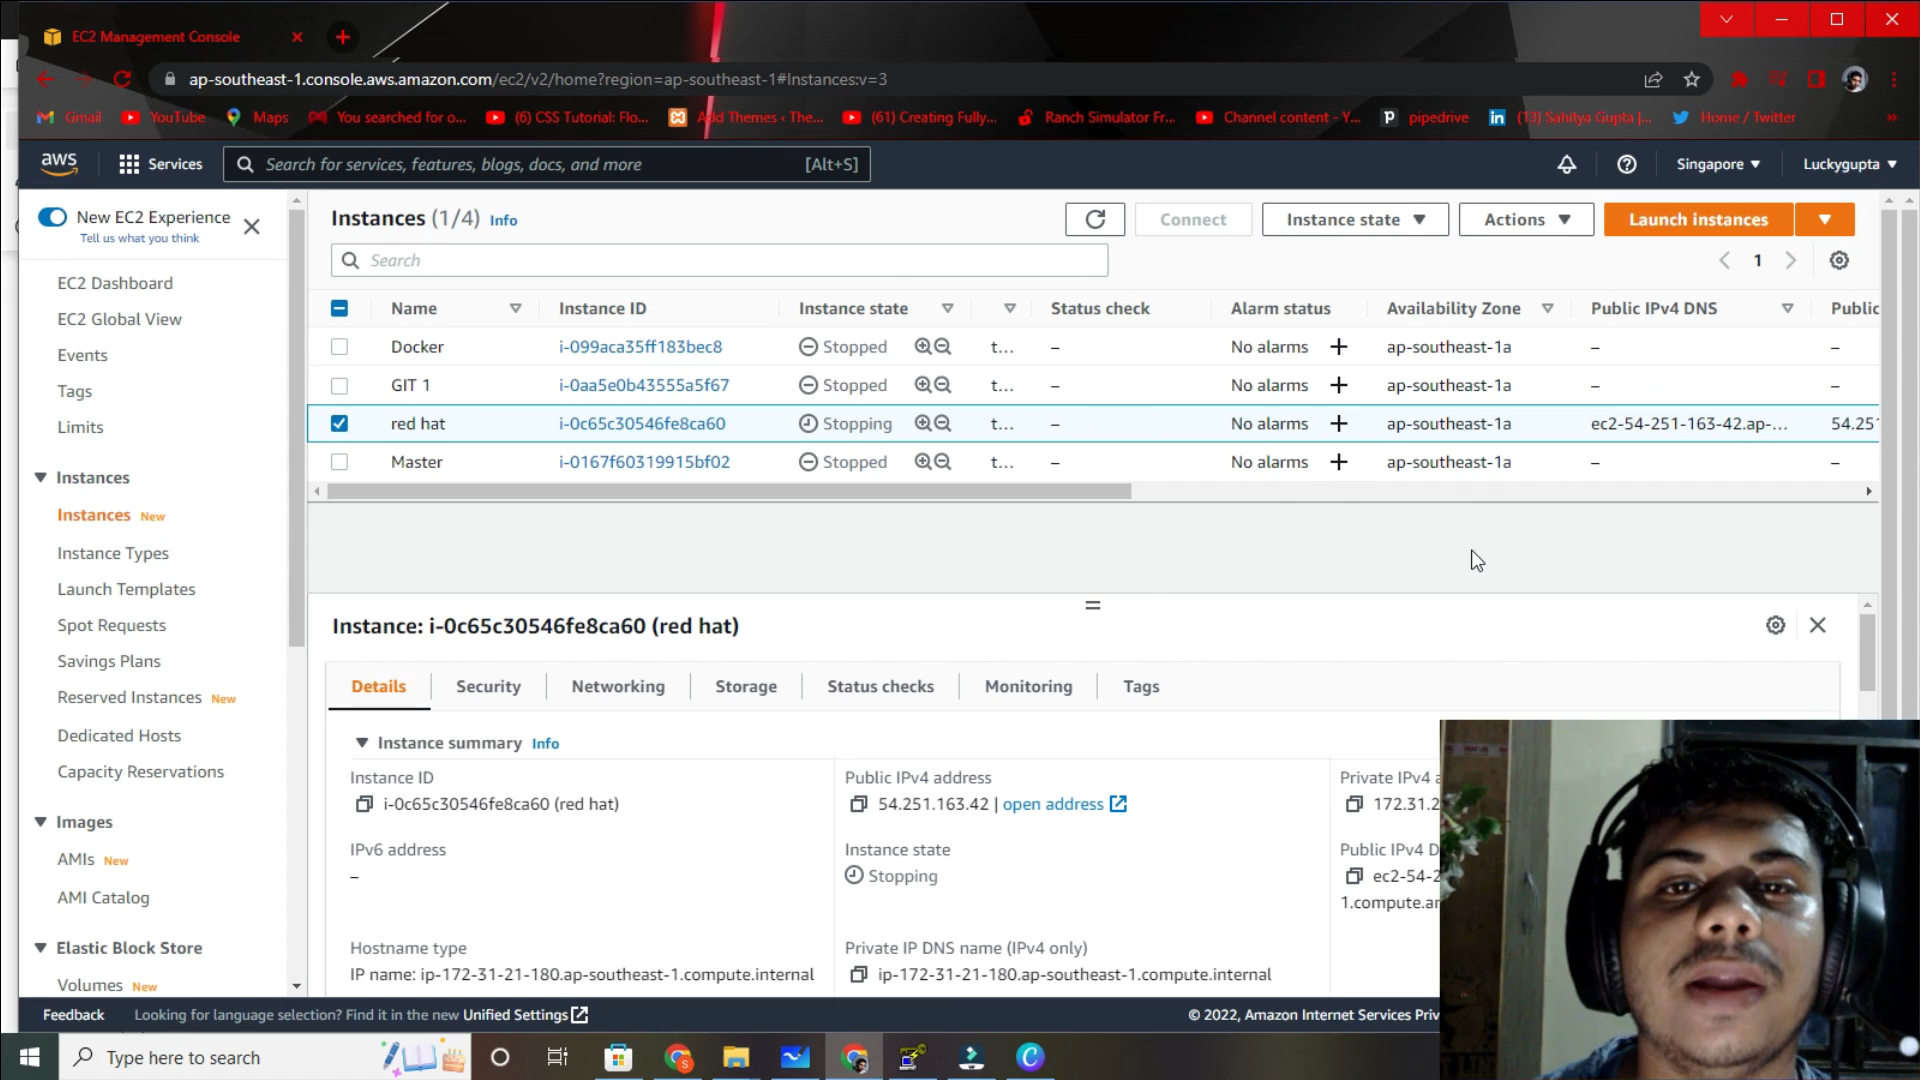 EC2 Management Console
ap-southeast-1.console.aws.amazon.com/ec2/v2/home?region=ap-southeast-1#Instances:v=3
Gmail YouTube Maps You searched for o... (6) CSS Tutorial: Flo... Add Themes ‹ The... (61) Creating Fully... Ranch Simulator Fr... Channel content - Y... pipedrive (13) Sahitya Gupta |... Home / Twitter »
aws Services Search for services, features, blogs, docs, and more [Alt+S] Singapore Luckygupta
New EC2 Experience
Tell us what you think
EC2 Dashboard
EC2 Global View
Events
Tags
Limits
Instances
Instances New
Instance Types
Launch Templates
Spot Requests
Savings Plans
Reserved Instances New
Dedicated Hosts
Capacity Reservations
Images
AMIs New
AMI Catalog
Elastic Block Store
Volumes New
Instances (1/4) Info Connect Instance state Actions Launch instances
Search 1
Name Instance ID Instance state Status check Alarm status Availability Zone Public IPv4 DNS Public
Docker i-099aca35ff183bec8 Stopped t... – No alarms + ap-southeast-1a – –
GIT 1 i-0aa5e0b43555a5f67 Stopped t... – No alarms + ap-southeast-1a – –
red hat i-0c65c30546fe8ca60 Stopping t... – No alarms + ap-southeast-1a ec2-54-251-163-42.ap-... 54.251
Master i-0167f60319915bf02 Stopped t... – No alarms + ap-southeast-1a – –
Instance: i-0c65c30546fe8ca60 (red hat)
Details Security Networking Storage Status checks Monitoring Tags
Instance summary Info
Instance ID
i-0c65c30546fe8ca60 (red hat)
Public IPv4 address
54.251.163.42 | open address
Private IPv4 a
172.31.2
IPv6 address
–
Instance state
Stopping
Public IPv4 D
ec2-54-2
1.compute.am
Hostname type
IP name: ip-172-31-21-180.ap-southeast-1.compute.internal
Private IP DNS name (IPv4 only)
ip-172-31-21-180.ap-southeast-1.compute.internal
Feedback Looking for language selection? Find it in the new Unified Settings © 2022, Amazon Internet Services Priv
Type here to search